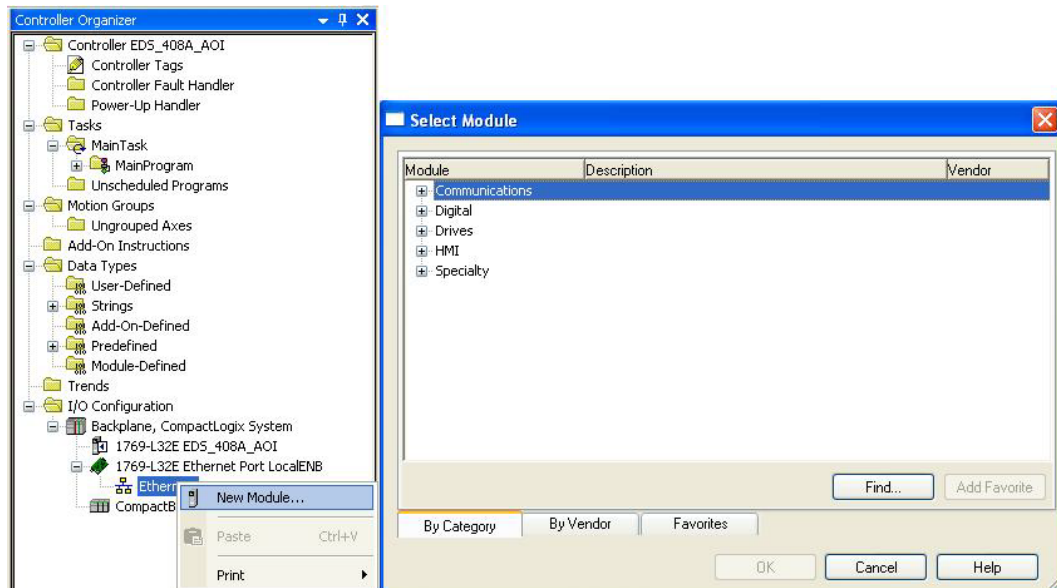 Controller Organizer
Controller EDS_408A_AOI
Controller Tags
Controller Fault Handler
Power-Up Handler
Tasks
MainTask
MainProgram
Unscheduled Programs
Motion Groups
Ungrouped Axes
Add-On Instructions
Data Types
User-Defined
Strings
Add-On-Defined
Predefined
Module-Defined
Trends
I/O Configuration
Backplane, CompactLogix System
1769-L32E EDS_408A_AOI
1769-L32E Ethernet Port LocalENB
Ethern
CompactB
New Module...
Paste Ctrl+V
Print
Select Module
Module Description Vendor
Communications
Digital
Drives
HMI
Specialty
Find... Add Favorite
By Category By Vendor Favorites
OK Cancel Help